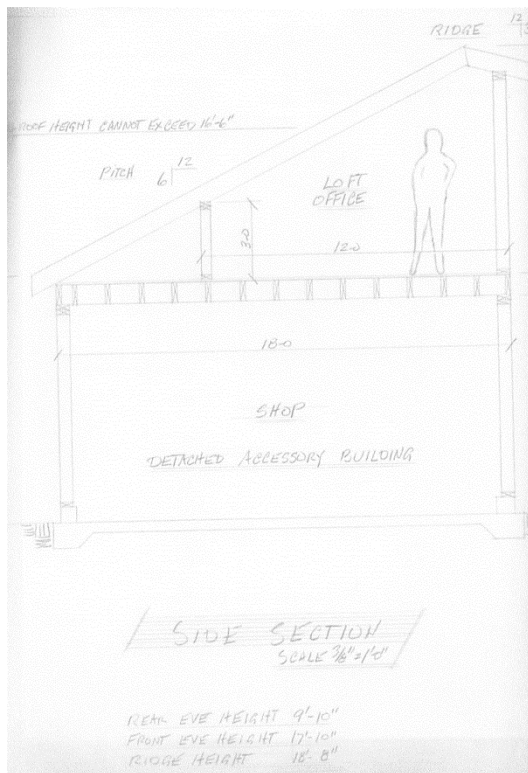 RIDGE 12
ROOF HEIGHT CANNOT EXCEED 16'-6"
PITCH 6 12
LOFT
OFFICE
3-0
12-0
18-0
SHOP
DETACHED ACCESSORY BUILDING
SIDE SECTION
SCALE 3/8"=1'-0"
REAR EVE HEIGHT 9'-10"
FRONT EVE HEIGHT 17'-10"
RIDGE HEIGHT 18'-8"